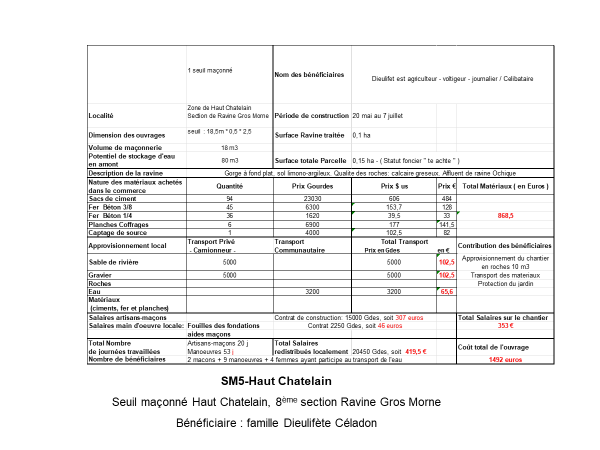 1 seuil maçonné Nom des bénéficiaires Dieulifet est agriculteur - voltigeur - journalier / Celibataire
Localité Zone de Haut Chatelain
Section de Ravine Gros Morne Période de construction 20 mai au 7 juillet
Dimension des ouvrages seuil : 18,5m * 0,5 * 2,5 Surface Ravine traitée 0,1 ha
Volume de maçonnerie 18 m3
Potentiel de stockage d'eau
en amont 80 m3 Surface totale Parcelle 0,15 ha - ( Statut foncier " te achte " )
Description de la ravine Gorge à fond plat, sol limono-argileux. Qualite des roches: calcaire greseux. Affluent de ravine Ochique
Nature des matériaux achetés
dans le commerce Quantité Prix Gourdes Prix $ us Prix € Total Matériaux ( en Euros )
Sacs de ciment 94 23030 606 484
Fer Béton 3/8 45 6300 153,7 128
Fer Béton 1/4 36 1620 39,5 33 868,5
Planches Coffrages 6 6900 177 141,5
Captage de source 1 4000 102,5 82
Approvisionnement local Transport Privé
- Camionneur - Transport
Communautaire Total Transport
Prix en Gdes en € Contribution des bénéficiaires
Sable de rivière 5000 5000 102,5 Approvisionnement du chantier
en roches 10 m3
Gravier 5000 5000 102,5 Transport des materiaux
Roches Protection du jardin
Eau 3200 3200 65,6
Matériaux
(ciments, fer et planches)
Salaires artisans-maçons Contrat de construction: 15000 Gdes, soit 307 euros Total Salaires sur le chantier
Salaires main d'oeuvre locale: Fouilles des fondations Contrat 2250 Gdes, soit 46 euros 353 €
aides maçons
Total Nombre
de journées travaillées Artisans-maçons 20 j
Manoeuvres 53 j Total Salaires
redistribués localement 20450 Gdes, soit 419,5 € Coût total de l'ouvrage
Nombre de bénéficiaires 2 macons + 9 manoeuvres + 4 femmes ayant participe au transport de l'eau 1492 euros
SM5-Haut Chatelain
Seuil maçonné Haut Chatelain, 8ème section Ravine Gros Morne
Bénéficiaire : famille Dieulifète Céladon